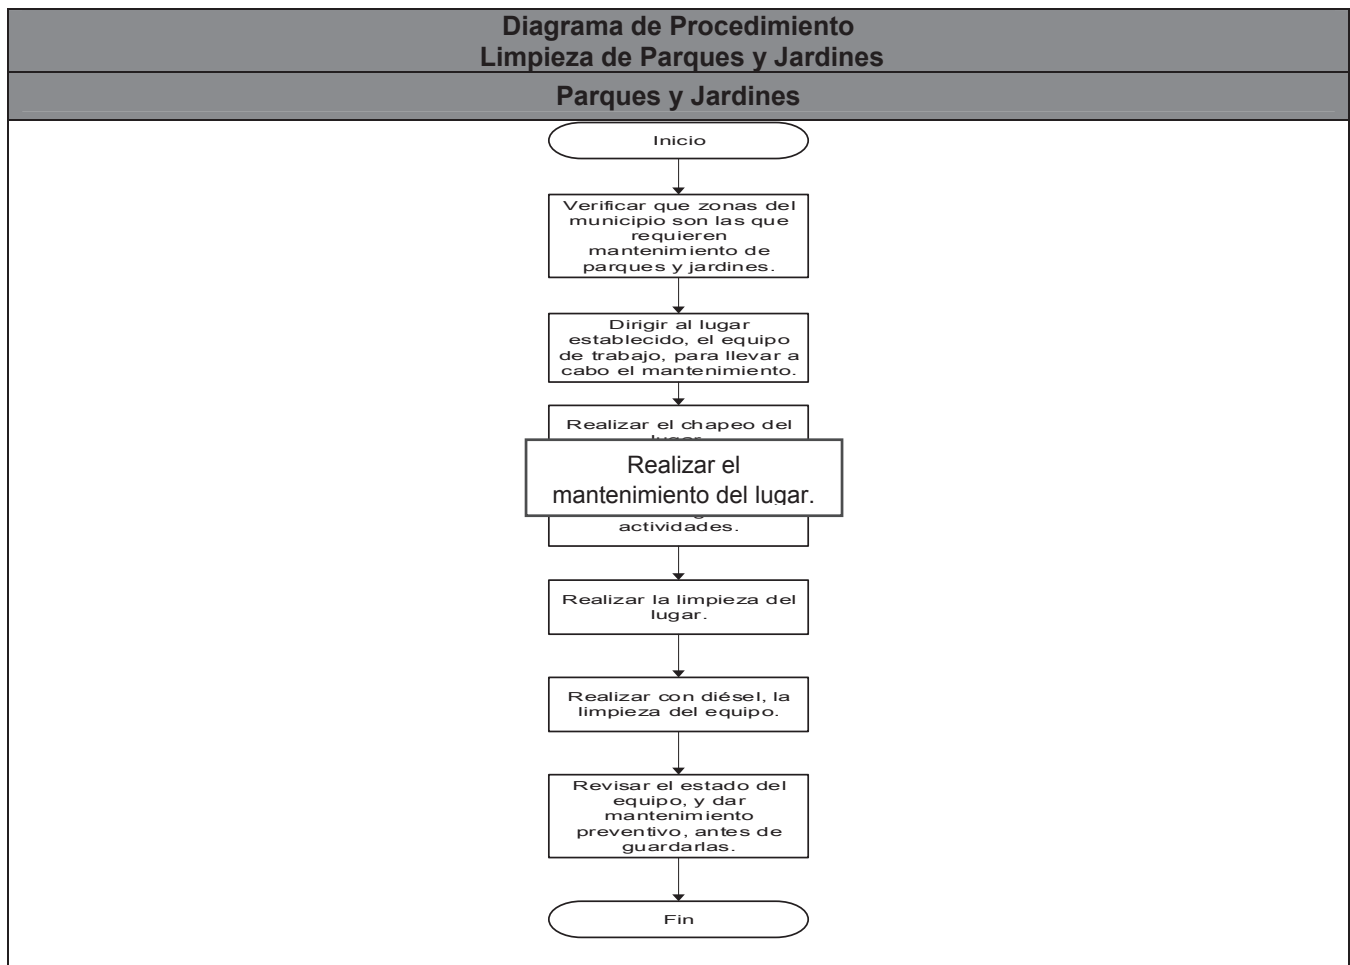 Diagrama de Procedimiento
Limpieza de Parques y Jardines
Parques y Jardines
Inicio
Verificar que zonas del
municipio son las que
requieren
mantenimiento de
parques y jardines.
Dirigir al lugar
establecido, el equipo
de trabajo, para llevar a
cabo el mantenimiento.
Realizar el chapeo del
Realizar el
mantenimiento del lugar.
actividades.
Realizar la limpieza del
lugar.
Realizar con diésel, la
limpieza del equipo.
Revisar el estado del
equipo, y dar
mantenimiento
preventivo, antes de
guardarlas.
Fin